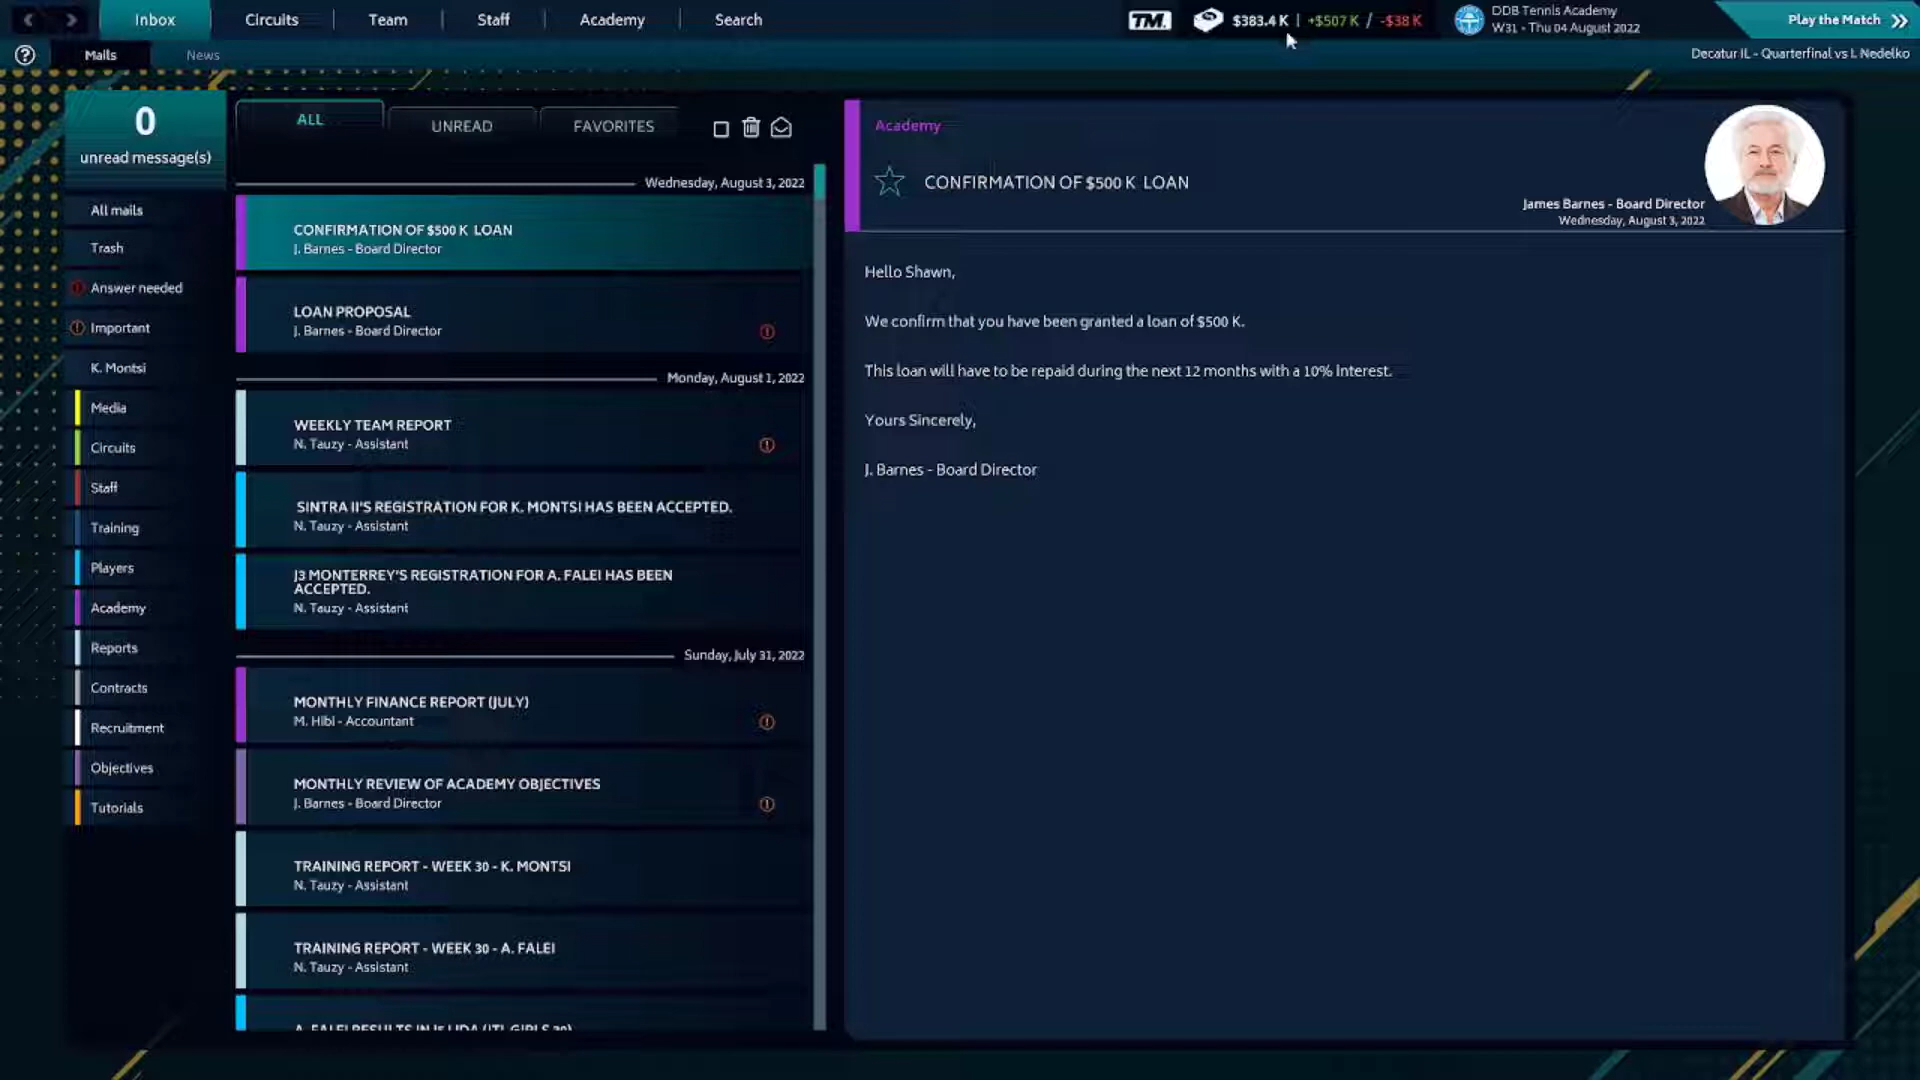 Inbox
Circuits
Team
Staff
Academy
Search
TM.
$383.4 K | +$507 K / -$38 K
DDB Tennis Academy
W31 - Thu 04 August 2022
Play the Match
Mails
News
Decatur IL - Quarterfinal vs I. Nedelko
0
unread message(s)
All mails
Trash
Answer needed
Important
K. Montsi
Media
Circuits
Staff
Training
Players
Academy
Reports
Contracts
Recruitment
Objectives
Tutorials
ALL
UNREAD
FAVORITES
Wednesday, August 3, 2022
CONFIRMATION OF $500 K LOAN
J. Barnes - Board Director
LOAN PROPOSAL
J. Barnes - Board Director
Monday, August 1, 2022
WEEKLY TEAM REPORT
N. Tauzy - Assistant
SINTRA II'S REGISTRATION FOR K. MONTSI HAS BEEN ACCEPTED.
N. Tauzy - Assistant
J3 MONTERREY'S REGISTRATION FOR A. FALEI HAS BEEN
ACCEPTED.
N. Tauzy - Assistant
Sunday, July 31, 2022
MONTHLY FINANCE REPORT (JULY)
M. Hibi - Accountant
MONTHLY REVIEW OF ACADEMY OBJECTIVES
J. Barnes - Board Director
TRAINING REPORT - WEEK 30 - K. MONTSI
N. Tauzy - Assistant
TRAINING REPORT - WEEK 30 - A. FALEI
N. Tauzy - Assistant
A. FALEI RESULTS IN
Academy
CONFIRMATION OF $500 K LOAN
James Barnes - Board Director
Wednesday, August 3, 2022
Hello Shawn,
We confirm that you have been granted a loan of $500 K.
This loan will have to be repaid during the next 12 months with a 10% interest.
Yours Sincerely,
J. Barnes - Board Director